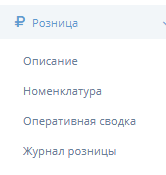 ₽ Розница
Описание
Номенклатура
Оперативная сводка
Журнал розницы